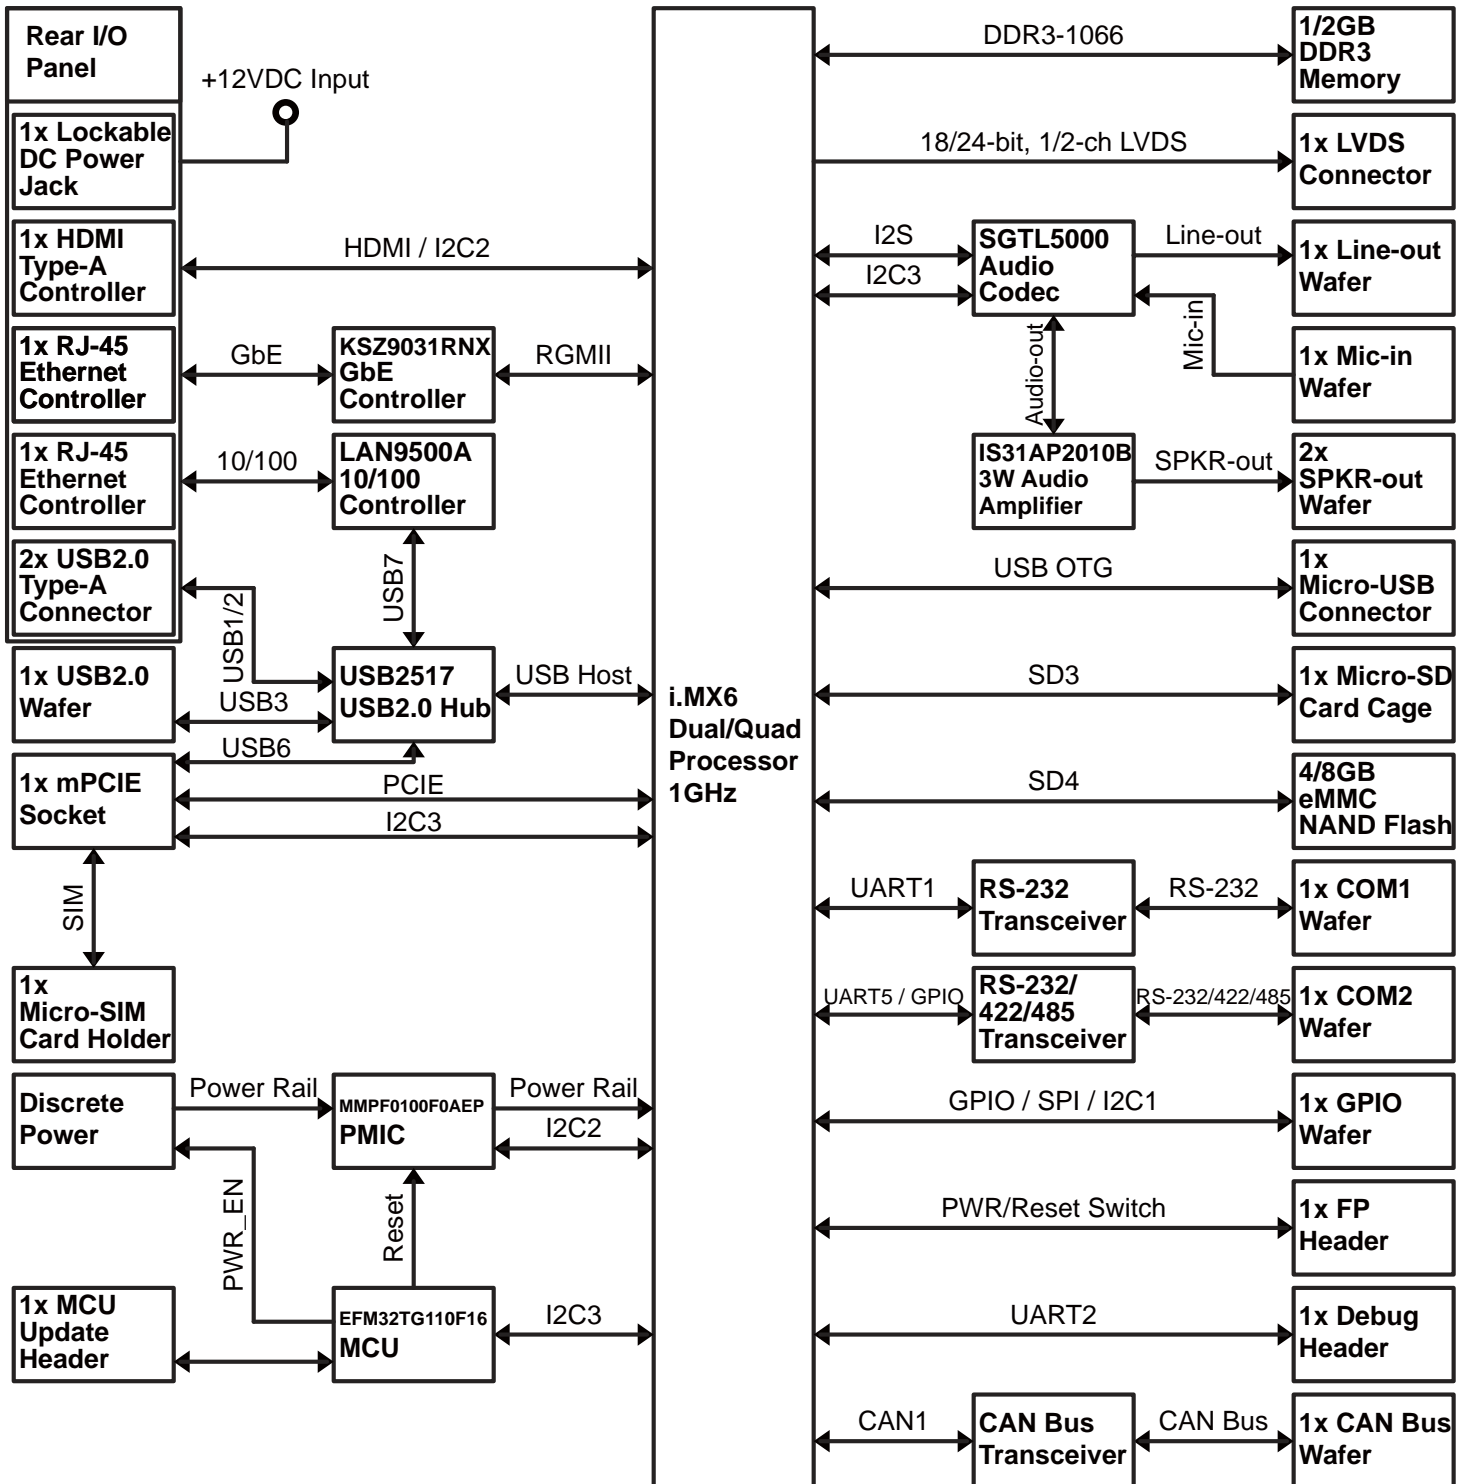 Rear I/O
Panel
+12VDC Input
1x Lockable
DC Power
Jack
1x HDMI
Type-A
Controller
HDMI / I2C2
1x RJ-45
Ethernet
Controller
GbE
KSZ9031RNX
GbE
Controller
RGMII
1x RJ-45
Ethernet
Controller
10/100
LAN9500A
10/100
Controller
USB7
2x USB2.0
Type-A
Connector
USB1/2
1x USB2.0
Wafer
USB3
USB2517
USB2.0 Hub
USB Host
USB6
1x mPCIE
Socket
PCIE
I2C3
SIM
1x
Micro-SIM
Card Holder
Discrete
Power
Power Rail
MMPF0100F0AEP
PMIC
Power Rail
I2C2
PWR_EN
Reset
1x MCU
Update
Header
EFM32TG110F16
MCU
I2C3
i.MX6
Dual/Quad
Processor
1GHz
DDR3-1066
1/2GB
DDR3
Memory
18/24-bit, 1/2-ch LVDS
1x LVDS
Connector
I2S
I2C3
SGTL5000
Audio
Codec
Line-out
1x Line-out
Wafer
Mic-in
1x Mic-in
Wafer
Audio-out
IS31AP2010B
3W Audio
Amplifier
SPKR-out
2x
SPKR-out
Wafer
USB OTG
1x
Micro-USB
Connector
SD3
1x Micro-SD
Card Cage
SD4
4/8GB
eMMC
NAND Flash
UART1
RS-232
Transceiver
RS-232
1x COM1
Wafer
UART5 / GPIO
RS-232/
422/485
Transceiver
RS-232/422/485
1x COM2
Wafer
GPIO / SPI / I2C1
1x GPIO
Wafer
PWR/Reset Switch
1x FP
Header
UART2
1x Debug
Header
CAN1
CAN Bus
Transceiver
CAN Bus
1x CAN Bus
Wafer